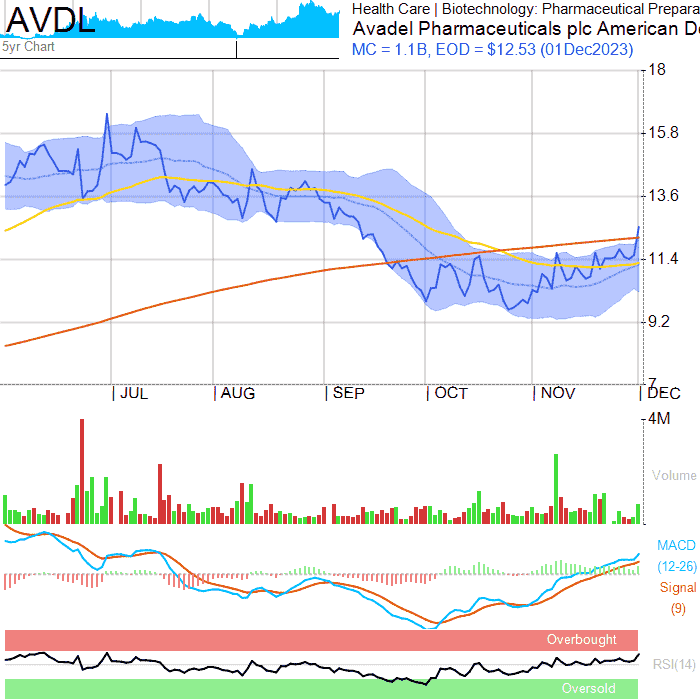 AVDL
5yr Chart
Health Care | Biotechnology: Pharmaceutical Prepara
Avadel Pharmaceuticals plc American De
MC = 1.1B, EOD = $12.53 (01Dec2023)
18
15.8
13.6
11.4
9.2
7
JUL
AUG
SEP
OCT
NOV
DEC
4M
Volume
MACD
(12-26)
Signal
(9)
Overbought
RSI(14)
Oversold